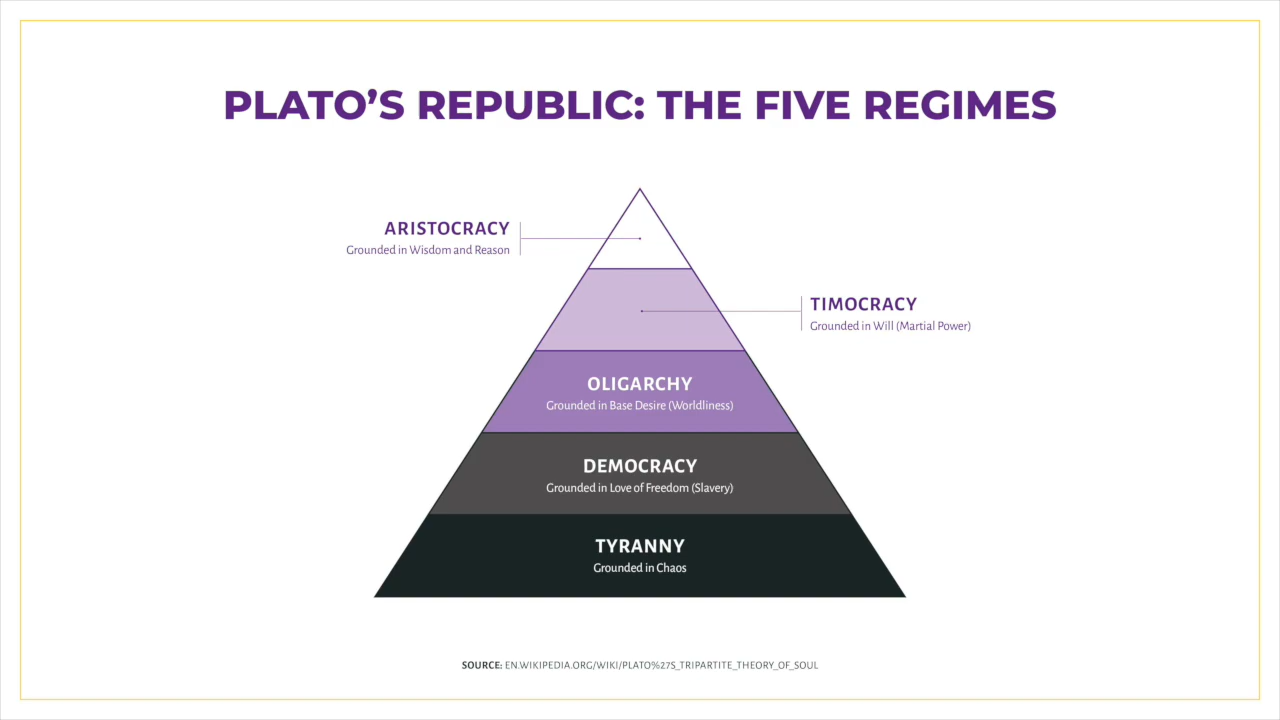 PLATO’S REPUBLIC: THE FIVE REGIMES
ARISTOCRACY
Grounded in Wisdom and Reason
TIMOCRACY
Grounded in Will (Martial Power)
OLIGARCHY
Grounded in Base Desire (Worldliness)
DEMOCRACY
Grounded in Love of Freedom (Slavery)
TYRANNY
Grounded in Chaos
SOURCE: EN.WIKIPEDIA.ORG/WIKI/PLATO%27S_TRIPARTITE_THEORY_OF_SOUL